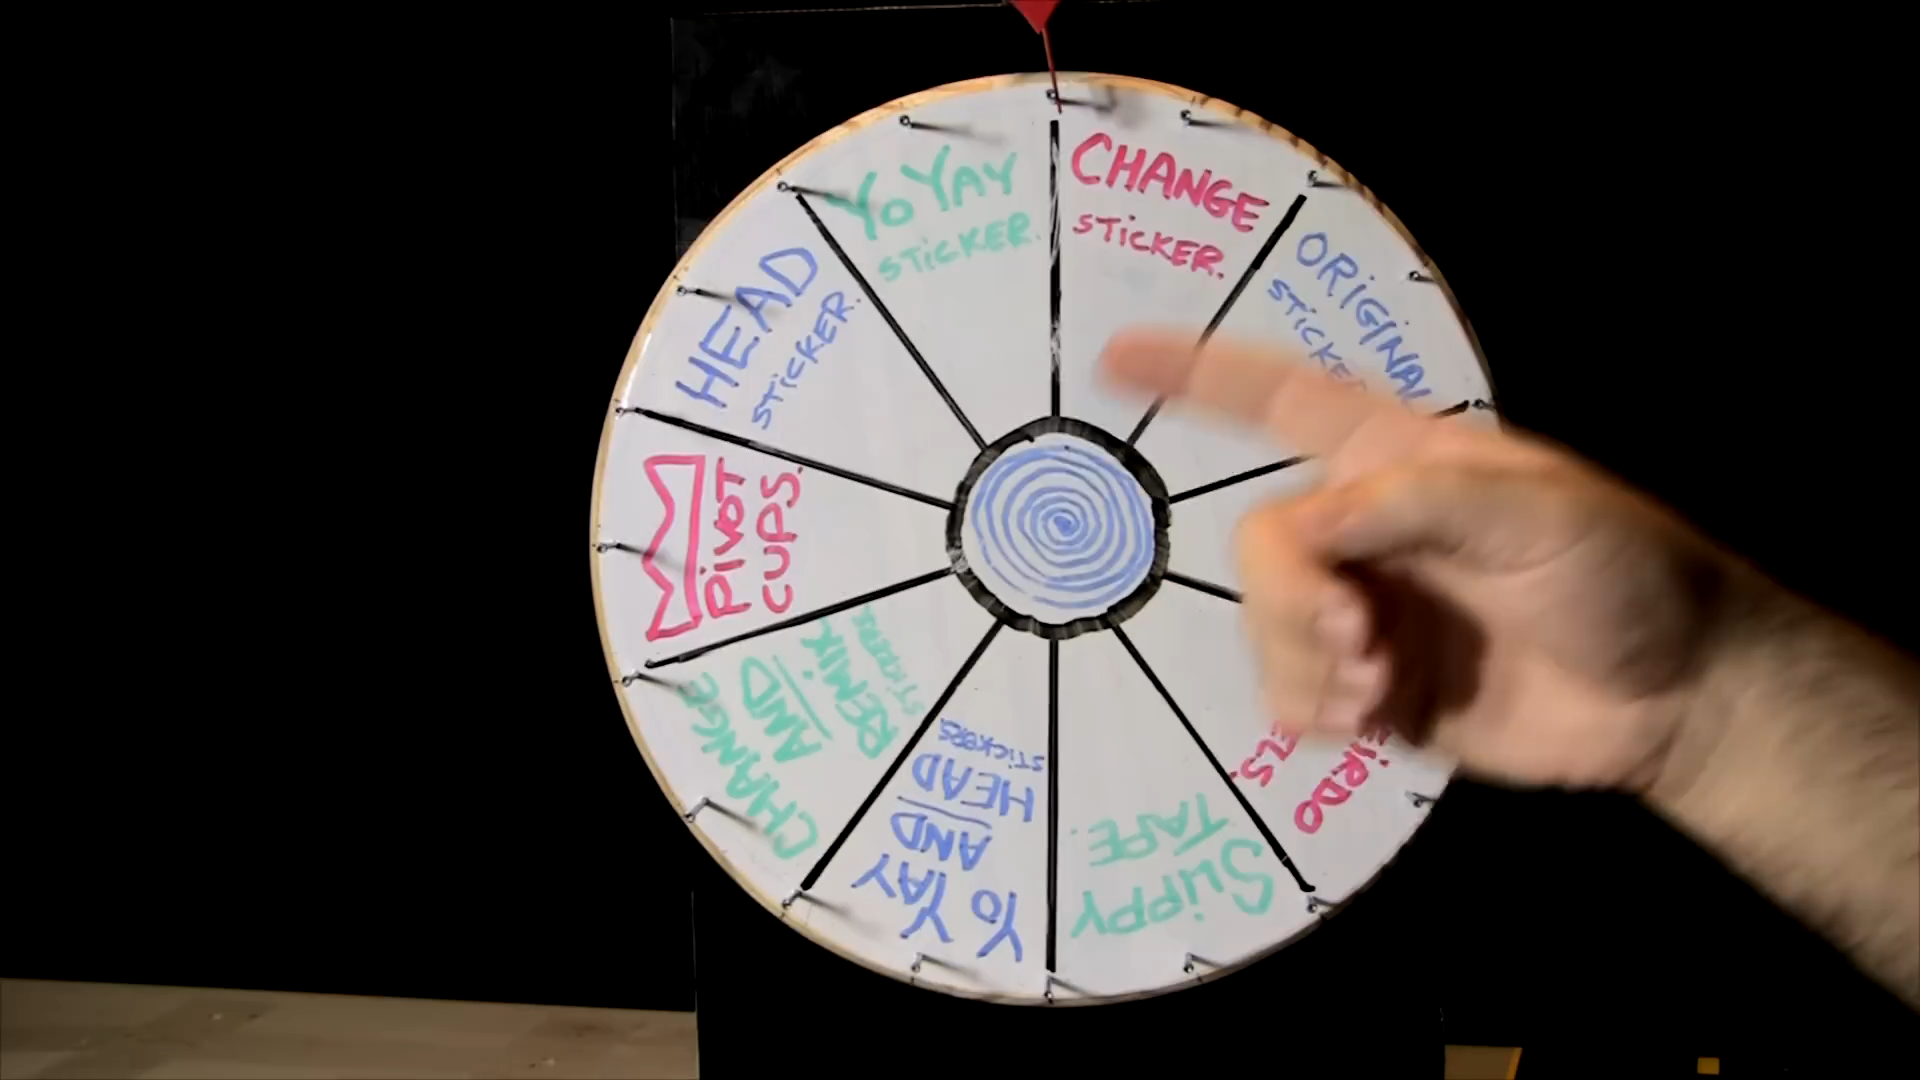 CHANGE
STiCKER.
ORiGiNAL
STiCKER
SLiPPY
TAPE.
YO YAY
AND
HEAD
STiCKERS
CHANGE
AND
REMiX
STiCKERS
PiVOT
CUPS.
HEAD
STiCKER.
YO YAY
STiCKER.